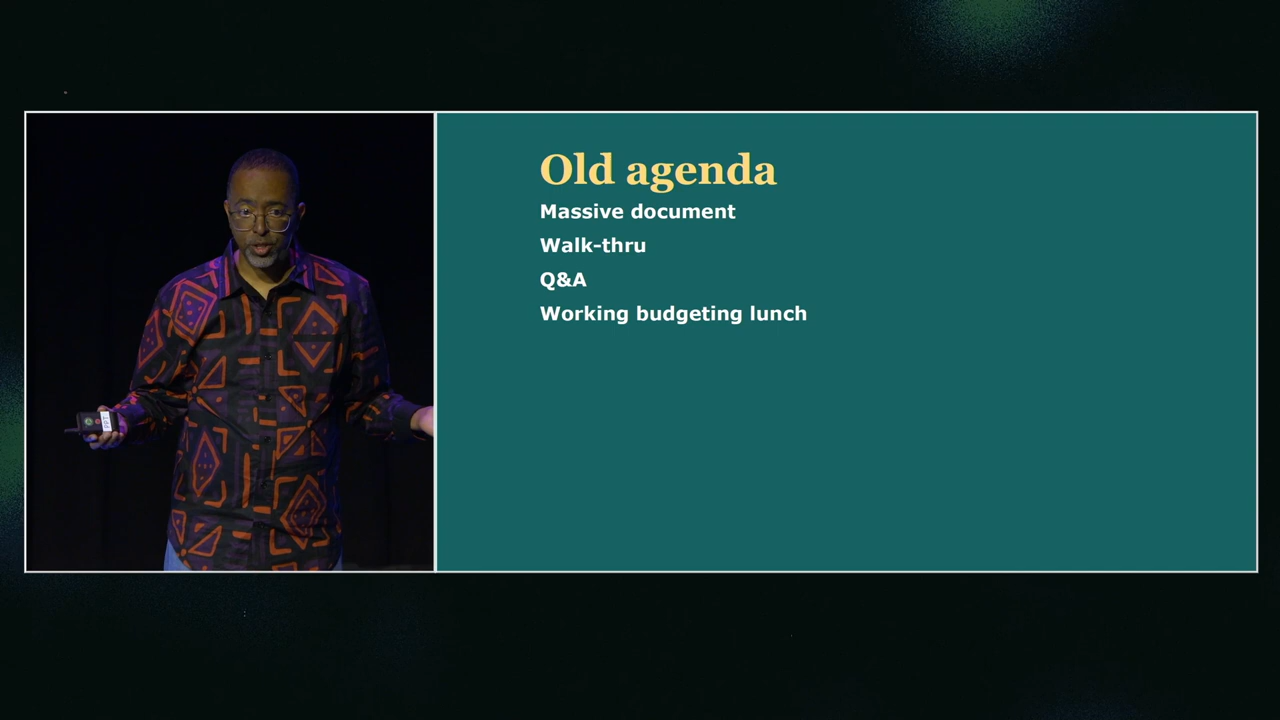 Old agenda
Massive document
Walk-thru
Q&A
Working budgeting lunch